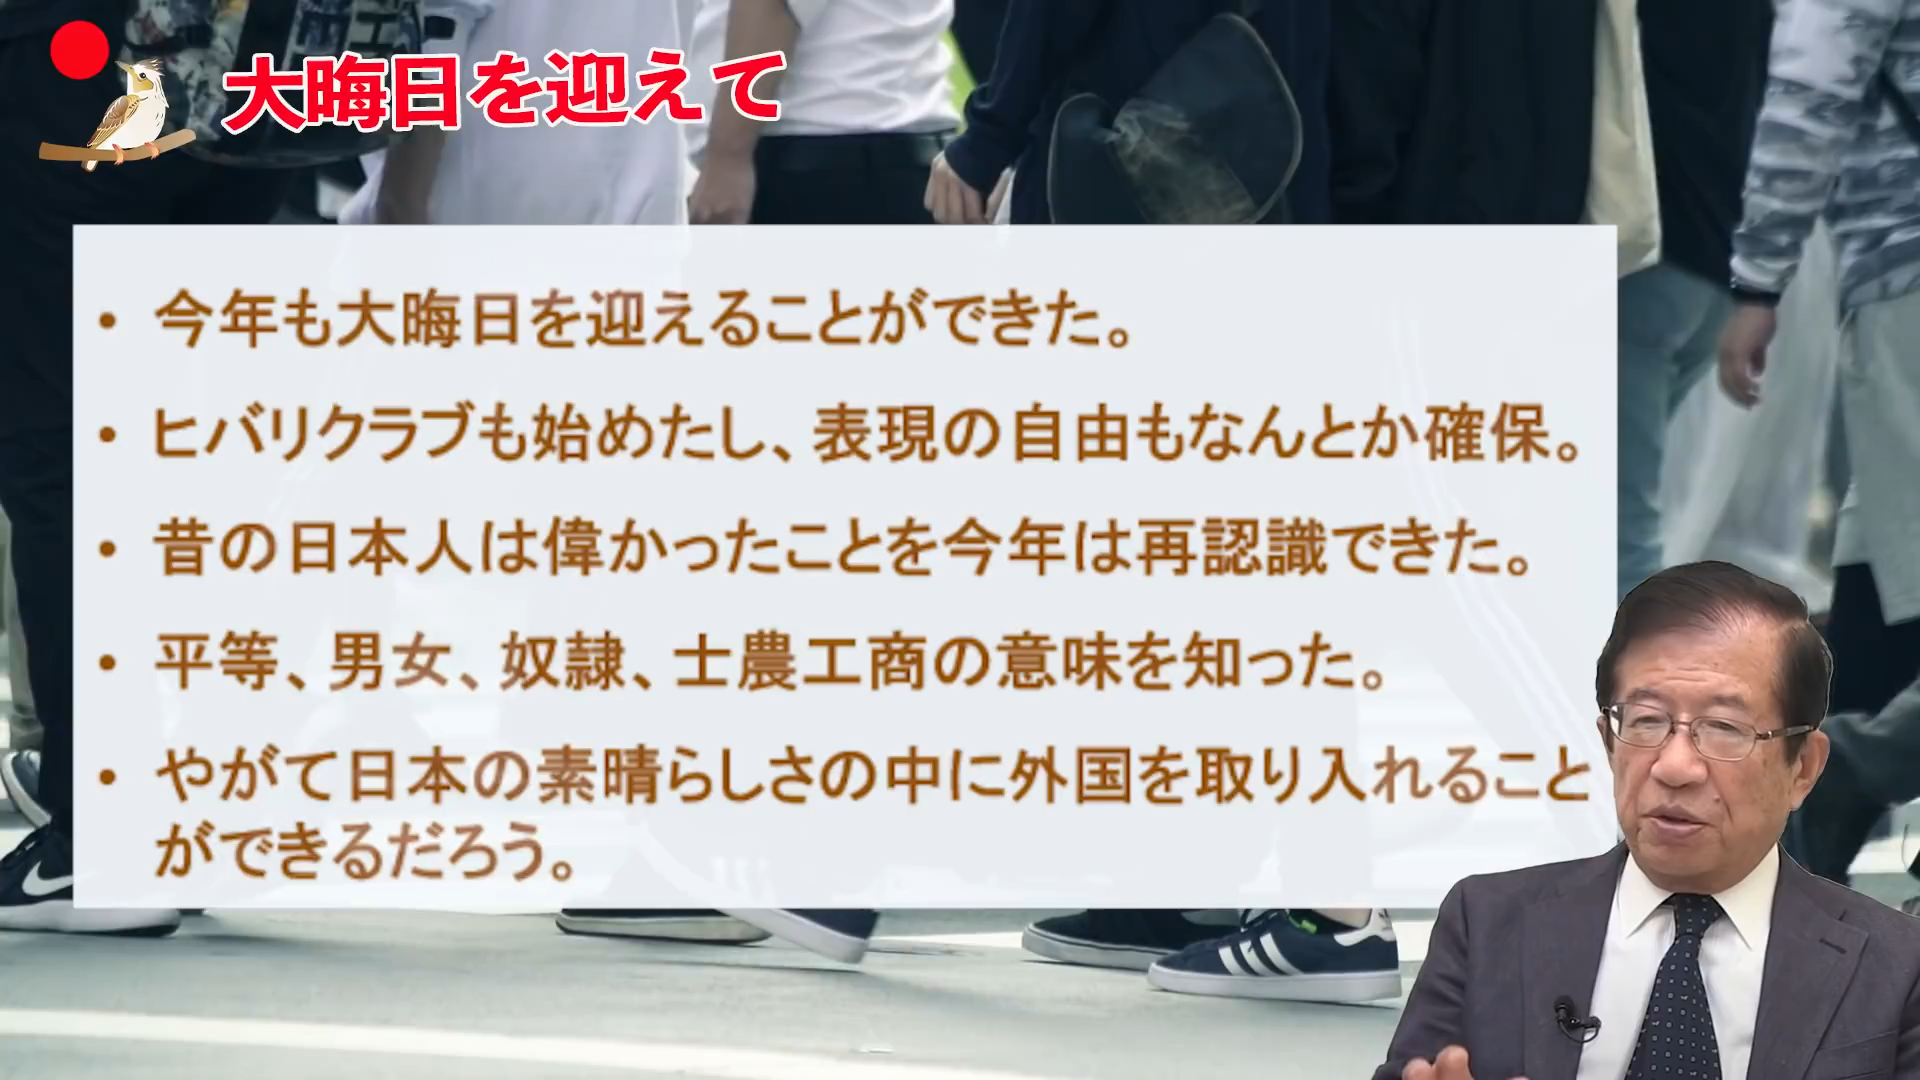 大晦日を迎えて
• 今年も大晦日を迎えることができた。
• ヒバリクラブも始めたし、表現の自由もなんとか確保。
• 昔の日本人は偉かったことを今年は再認識できた。
• 平等、男女、奴隷、士農工商の意味を知った。
• やがて日本の素晴らしさの中に外国を取り入れること
ができるだろう。